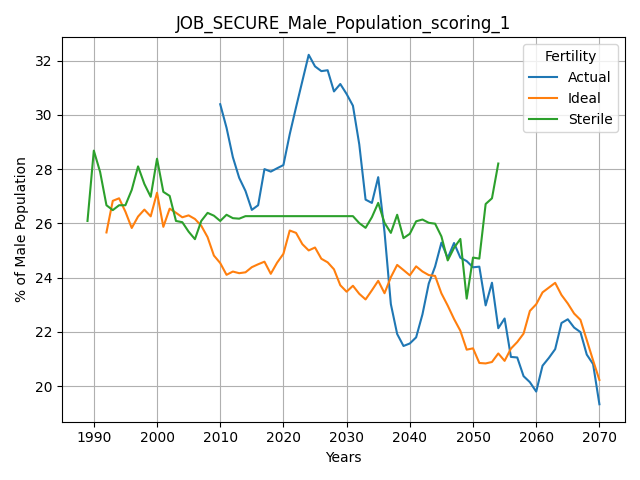 JOB_SECURE_Male_Population_scoring_1
Fertility
Actual
Ideal
Sterile
% of Male Population
32
30
28
26
24
22
20
1990 2000 2010 2020 2030 2040 2050 2060 2070
Years